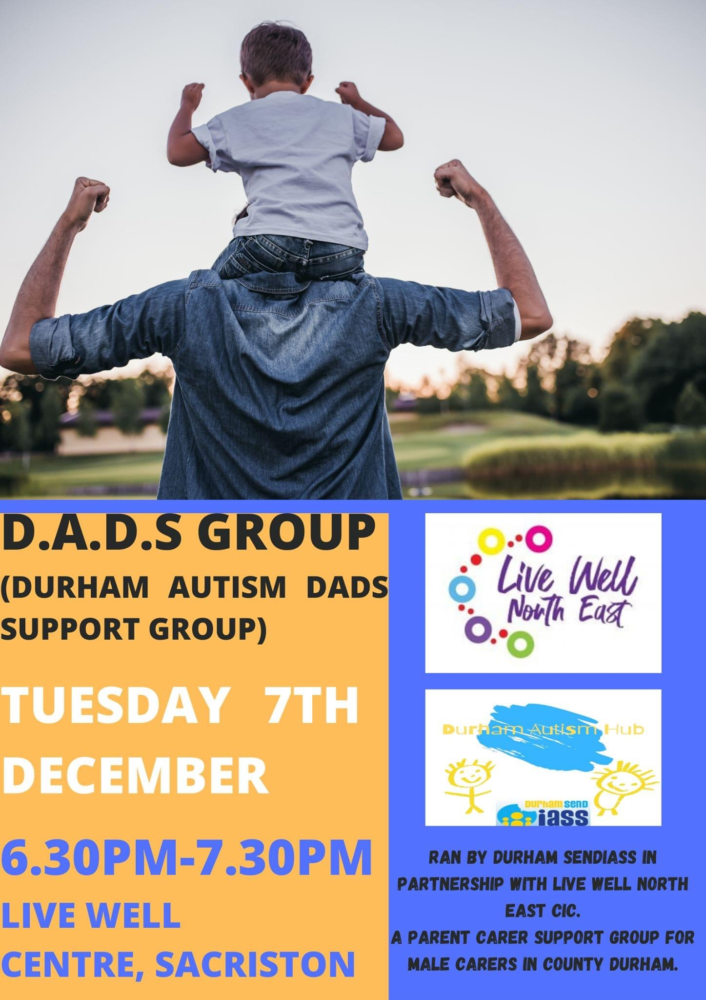 D.A.D.S GROUP
(DURHAM AUTISM DADS
SUPPORT GROUP)
TUESDAY 7TH
DECEMBER
6.30PM-7.30PM
LIVE WELL
CENTRE, SACRISTON
Live Well
North East
Durham Autism Hub
Durham SEND
iass
RAN BY DURHAM SENDIASS IN
PARTNERSHIP WITH LIVE WELL NORTH
EAST CIC.
A PARENT CARER SUPPORT GROUP FOR
MALE CARERS IN COUNTY DURHAM.